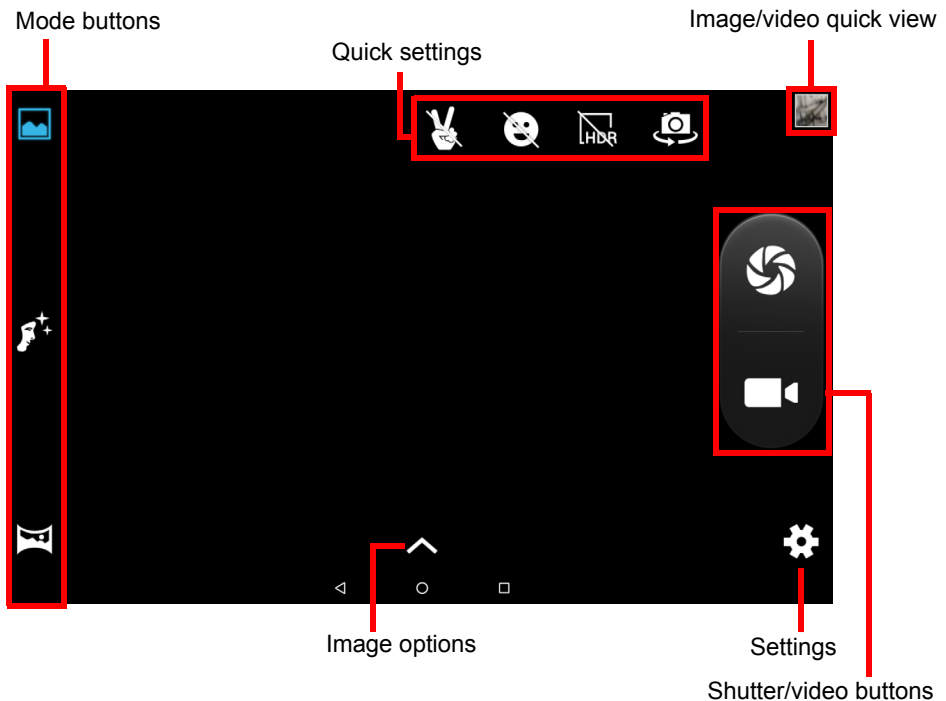 Mode buttons
Image/video quick view
Quick settings
HDR
Image options
Settings
Shutter/video buttons